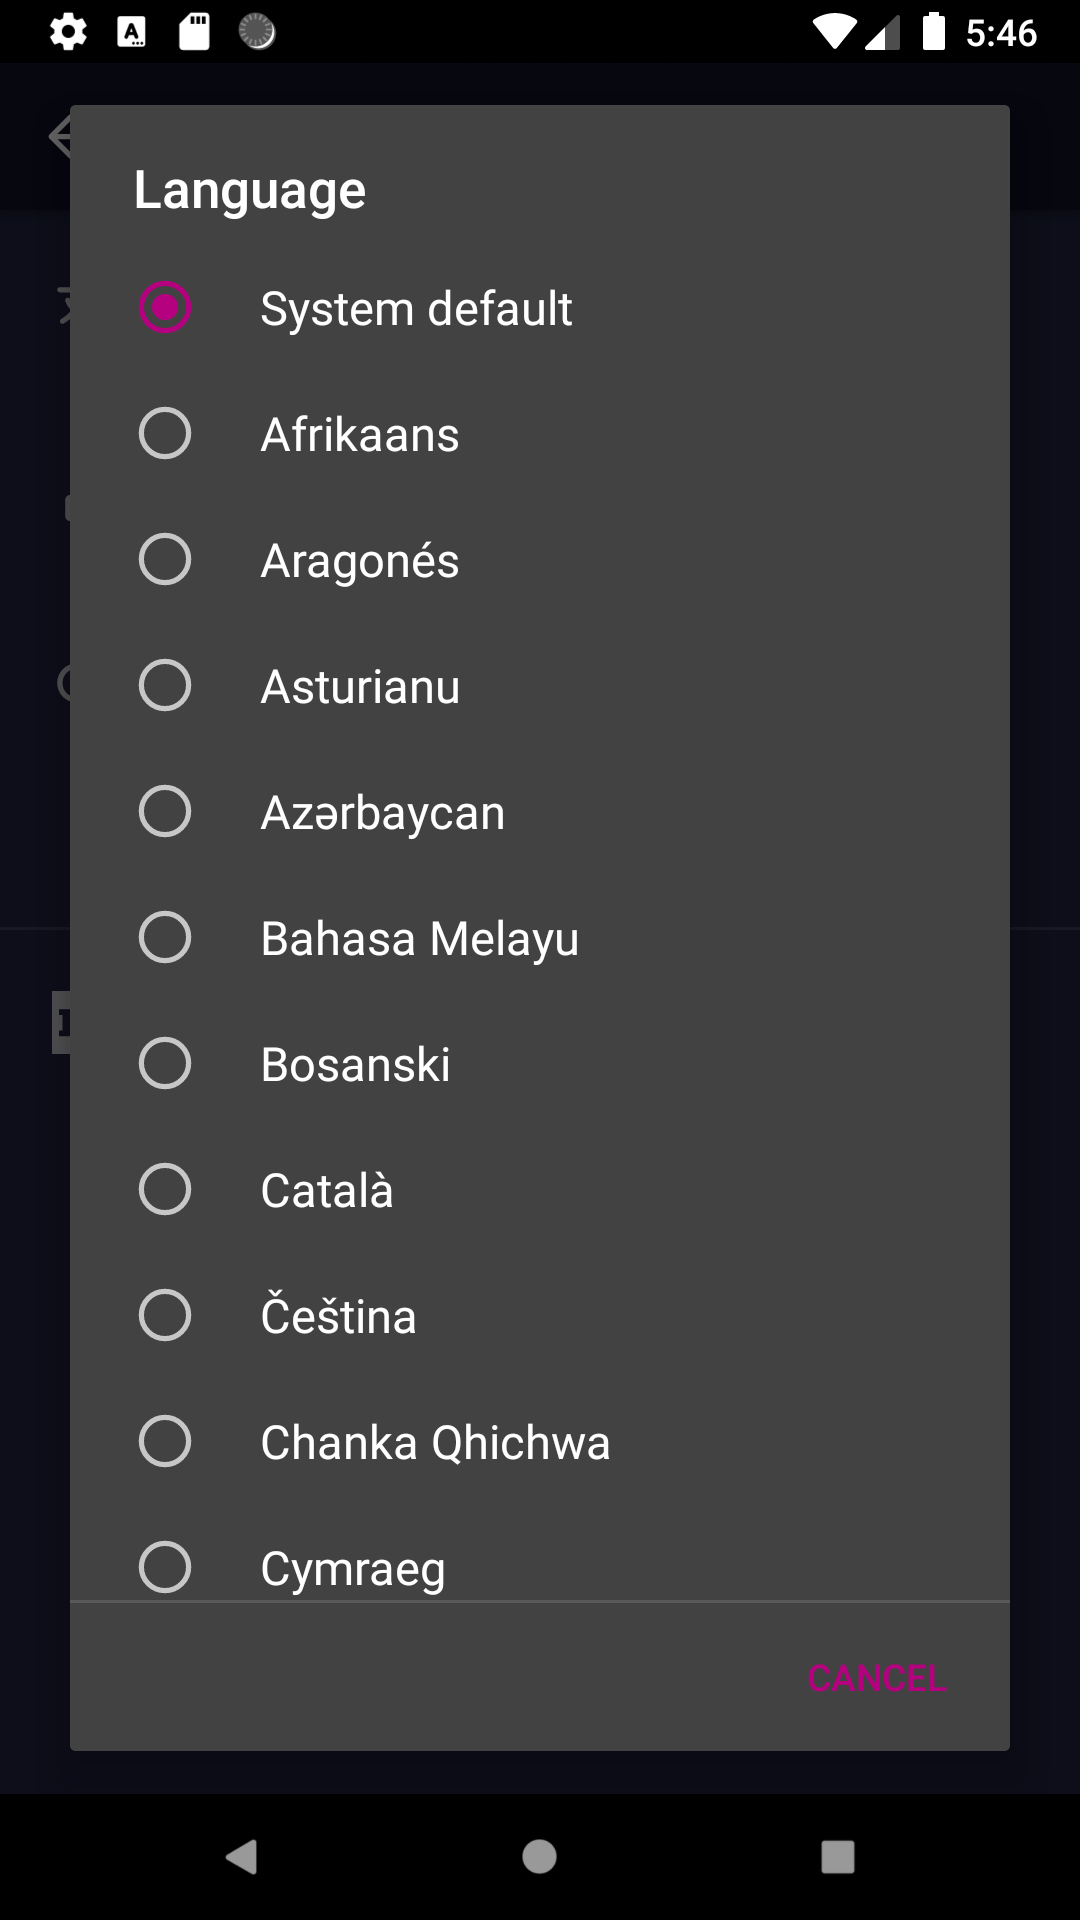 5:46
Language
System default
Afrikaans
Aragonés
Asturianu
Azərbaycan
Bahasa Melayu
Bosanski
Català
Čeština
Chanka Qhichwa
Cymraeg
CANCEL